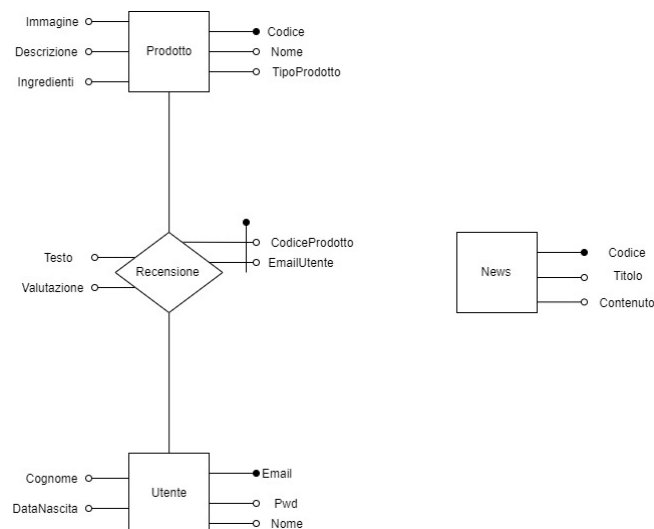 Immagine
Descrizione
Ingredienti
Prodotto
Codice
Nome
TipoProdotto
Testo
Valutazione
Recensione
CodiceProdotto
EmailUtente
News
Codice
Titolo
Contenuto
Cognome
DataNascita
Utente
Email
Pwd
Nome